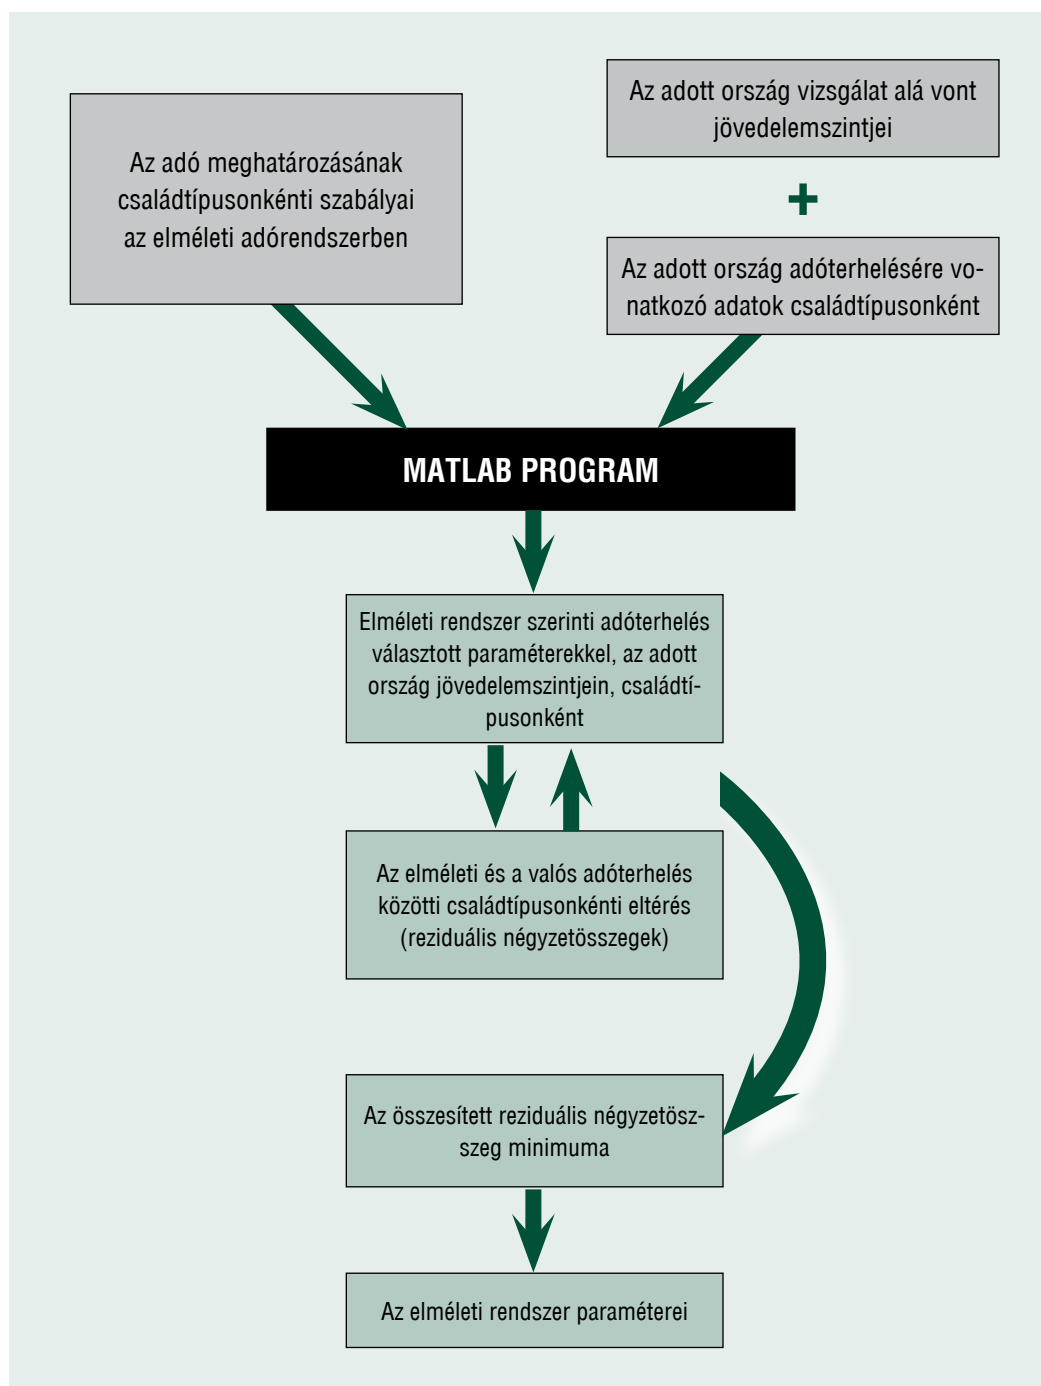 Az adó meghatározásának
családtípusonkénti szabályai
az elméleti adórendszerben
Az adott ország vizsgálat alá vont
jövedelemszintjei
+
Az adott ország adóterhelésére vo-
natkozó adatok családtípusonként
MATLAB PROGRAM
Elméleti rendszer szerinti adóterhelés
választott paraméterekkel, az adott
ország jövedelemszintjein, családtí-
pusonként
Az elméleti és a valós adóterhelés
közötti családtípusonkénti eltérés
(reziduális négyzetösszegek)
Az összesített reziduális négyzetösz-
szeg minimuma
Az elméleti rendszer paraméterei